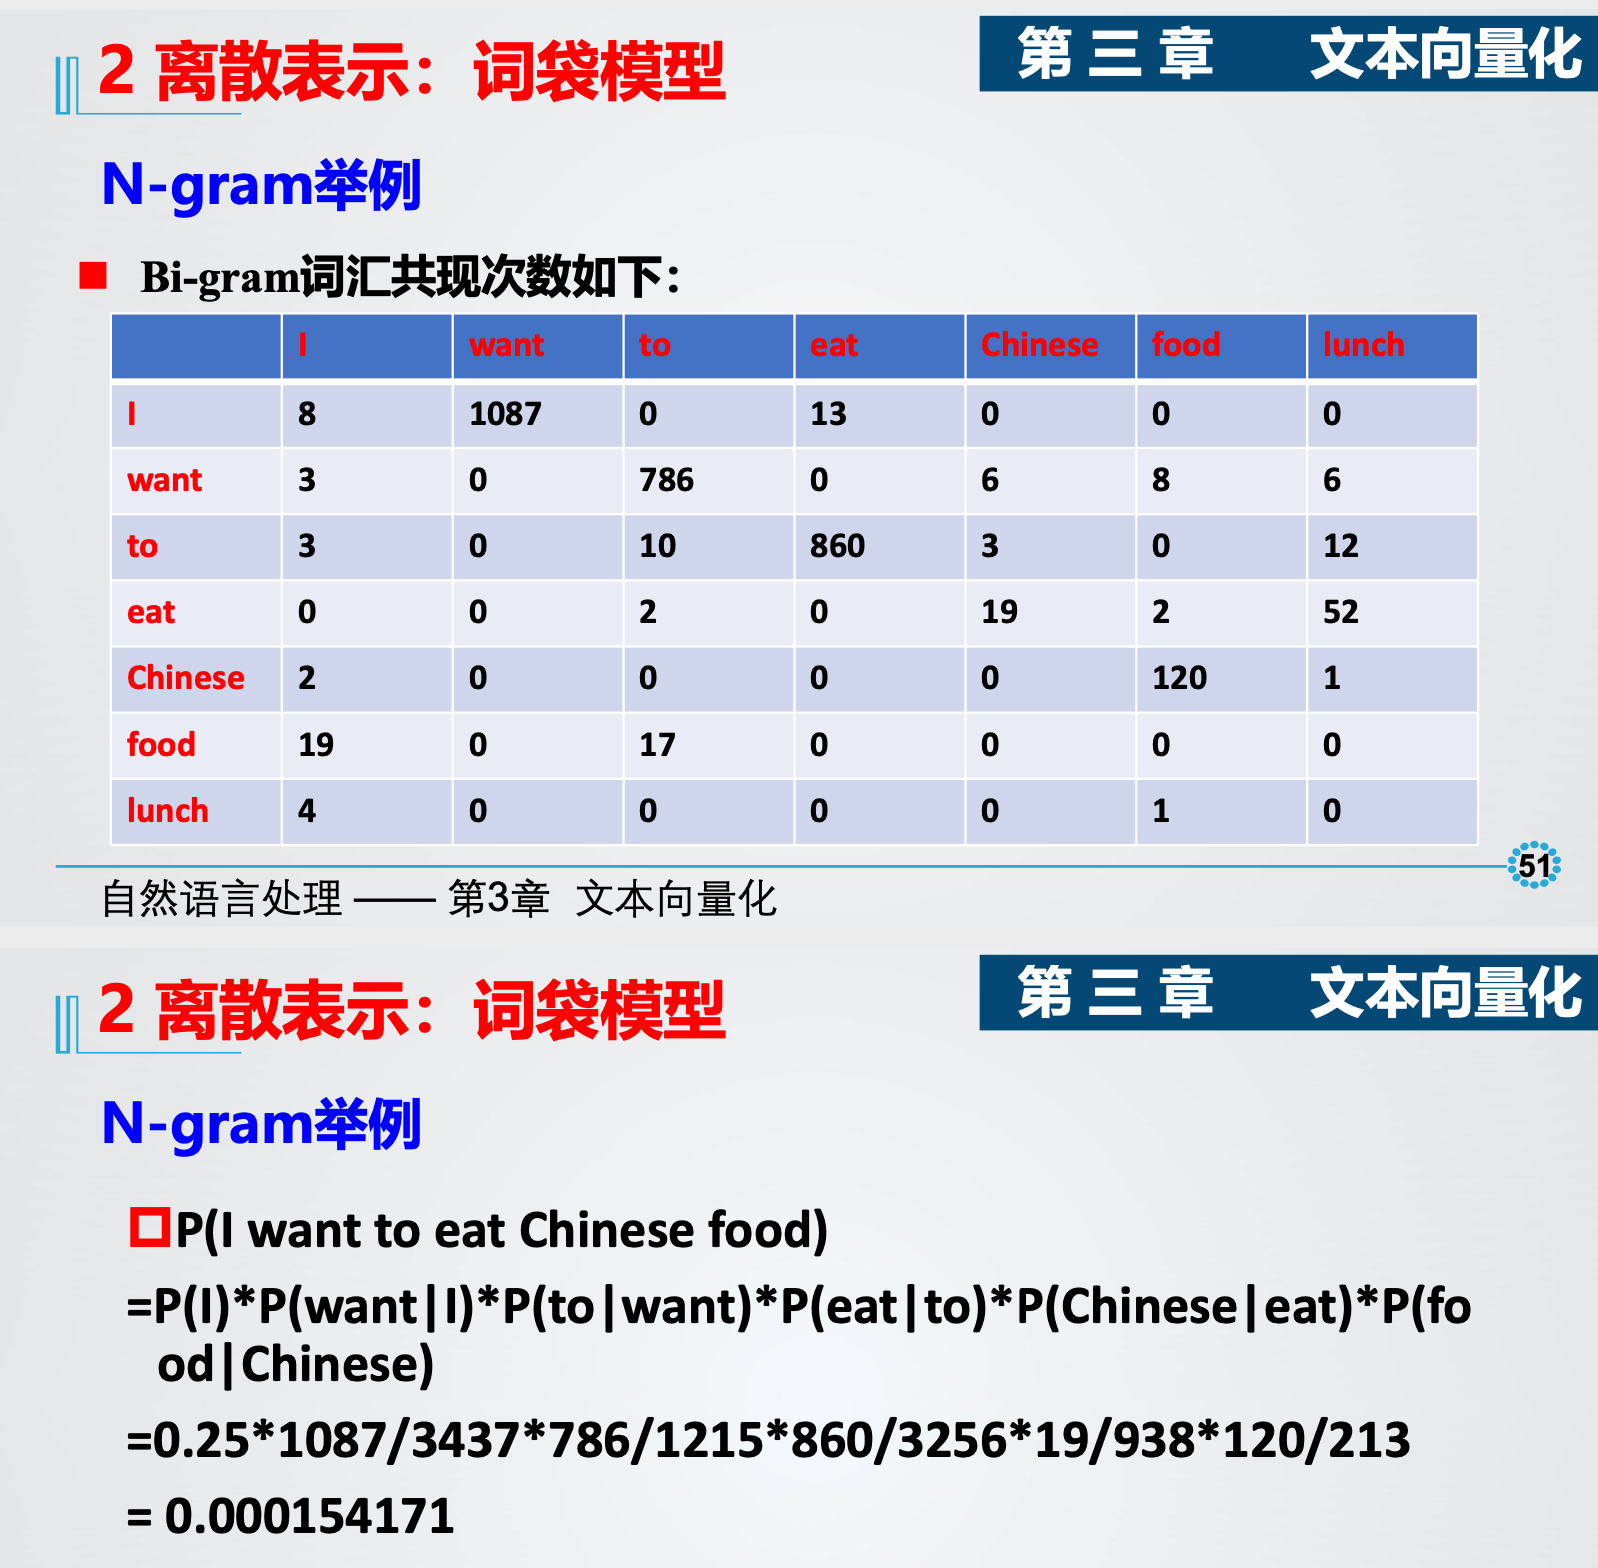 2 离散表示：词袋模型
第 三 章 文本向量化
N-gram举例
Bi-gram词汇共现次数如下：
I want to eat Chinese food lunch
I 8 1087 0 13 0 0 0
want 3 0 786 0 6 8 6
to 3 0 10 860 3 0 12
eat 0 0 2 0 19 2 52
Chinese 2 0 0 0 0 120 1
food 19 0 17 0 0 0 0
lunch 4 0 0 0 0 1 0
51
自然语言处理 —— 第3章 文本向量化
2 离散表示：词袋模型
第 三 章 文本向量化
N-gram举例
P(I want to eat Chinese food)
=P(I)*P(want|I)*P(to|want)*P(eat|to)*P(Chinese|eat)*P(fo
od|Chinese)
=0.25*1087/3437*786/1215*860/3256*19/938*120/213
= 0.000154171